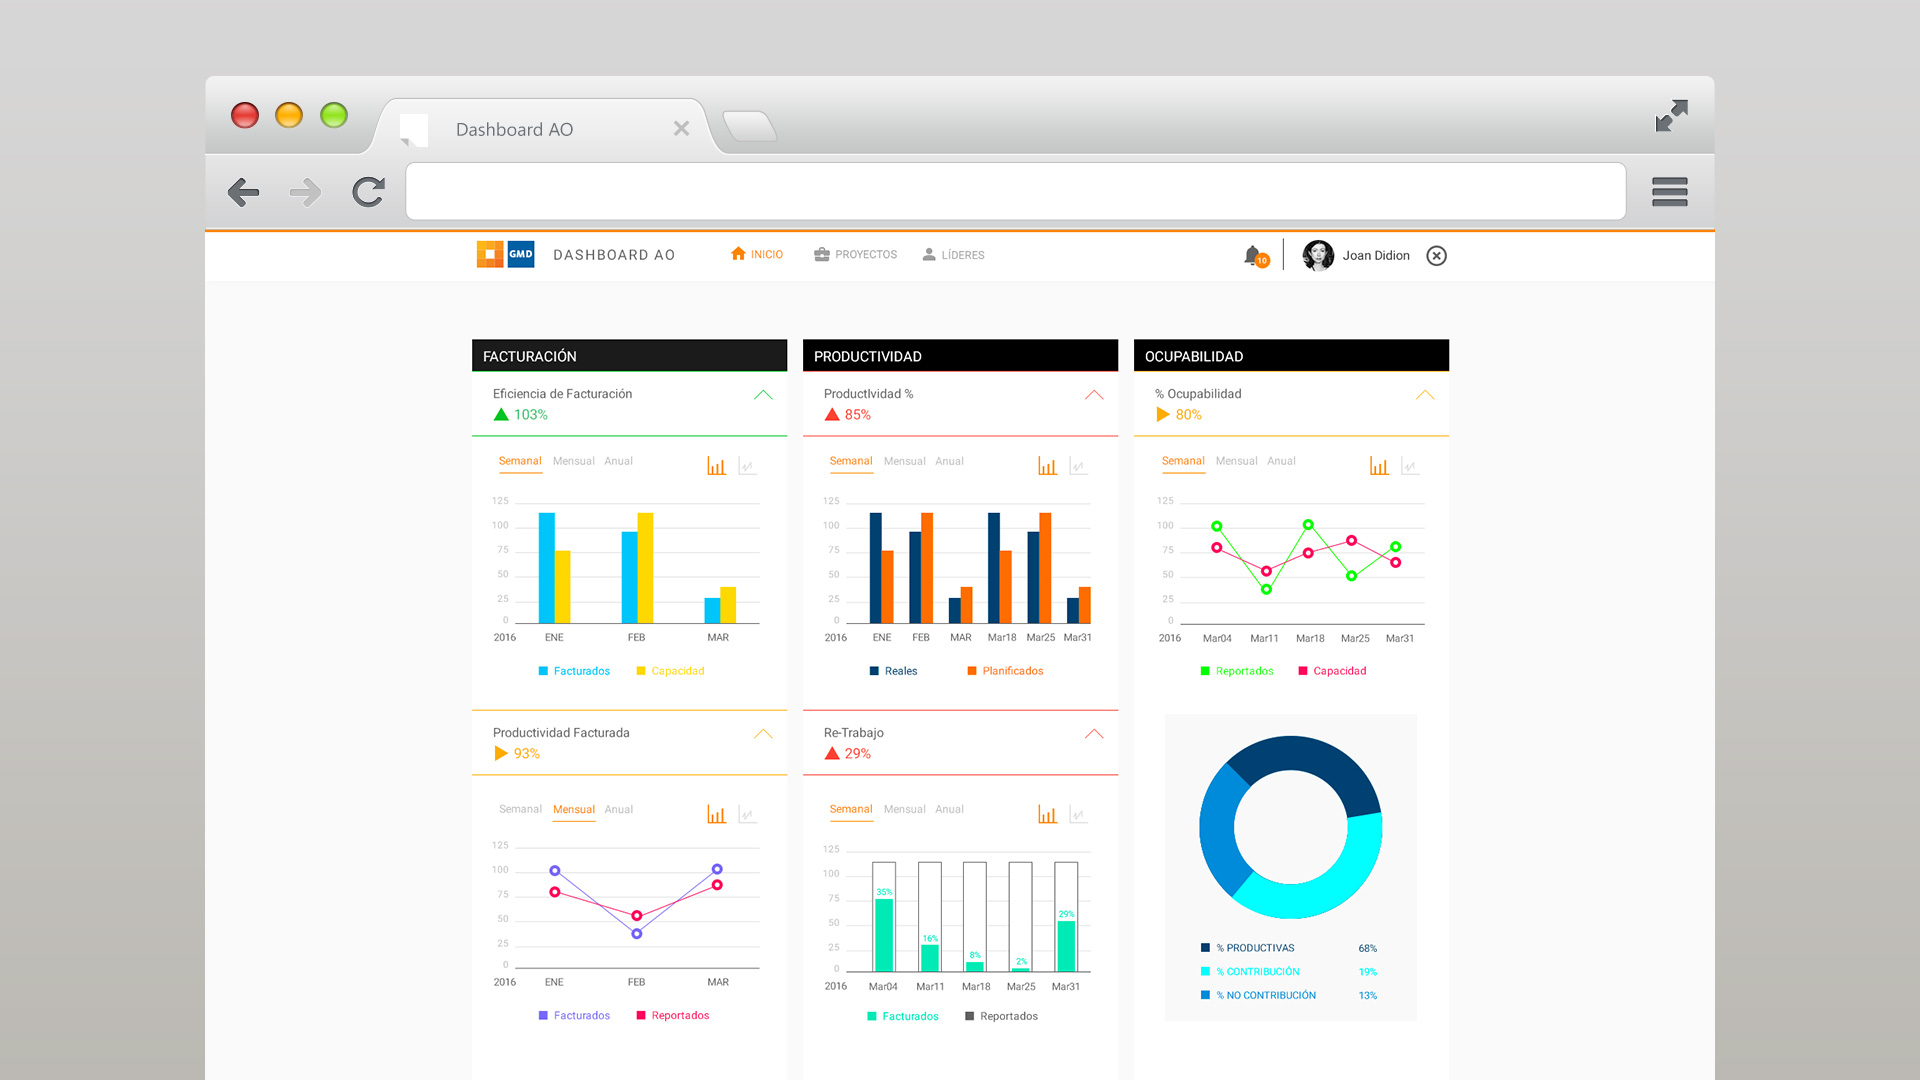 Dashboard AO
GMD DASHBOARD AO INICIO PROYECTOS LÍDERES 10 Joan Didion
FACTURACIÓN
Eficiencia de Facturación
103%
Semanal Mensual Anual
125
100
75
50
25
0
2016 ENE FEB MAR
Facturados Capacidad
Productividad Facturada
93%
Semanal Mensual Anual
125
100
75
50
25
0
2016 ENE FEB MAR
Facturados Reportados
PRODUCTIVIDAD
ProductIvidad %
85%
Semanal Mensual Anual
125
100
75
50
25
0
2016 ENE FEB MAR Mar18 Mar25 Mar31
Reales Planificados
Re-Trabajo
29%
Semanal Mensual Anual
125
100
75
50
25
0
35% 16% 8% 2% 29%
2016 Mar04 Mar11 Mar18 Mar25 Mar31
Facturados Reportados
OCUPABILIDAD
% Ocupabilidad
80%
Semanal Mensual Anual
125
100
75
50
25
0
2016 Mar04 Mar11 Mar18 Mar25 Mar31
Reportados Capacidad
% PRODUCTIVAS 68%
% CONTRIBUCIÓN 19%
% NO CONTRIBUCIÓN 13%